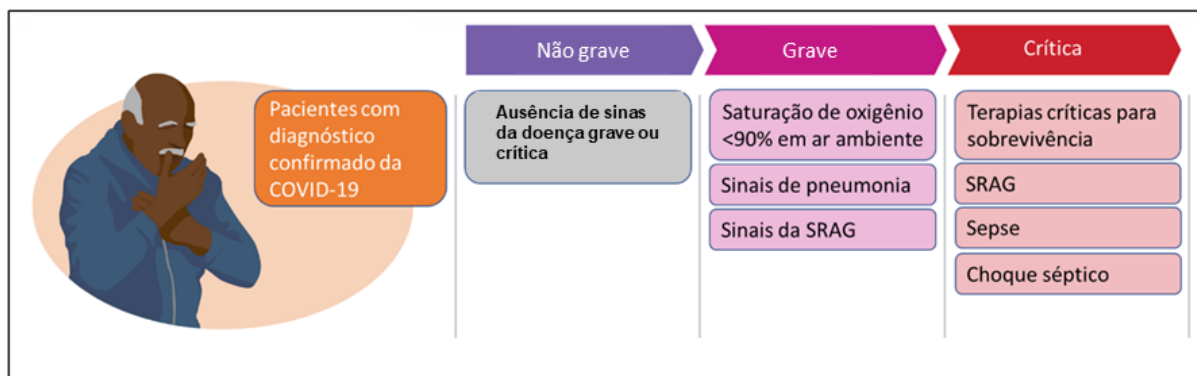 Pacientes com
diagnóstico
confirmado da
COVID-19
Não grave
Ausência de sinas
da doença grave ou
crítica
Grave
Saturação de oxigênio
<90% em ar ambiente
Sinais de pneumonia
Sinais da SRAG
Crítica
Terapias críticas para
sobrevivência
SRAG
Sepse
Choque séptico